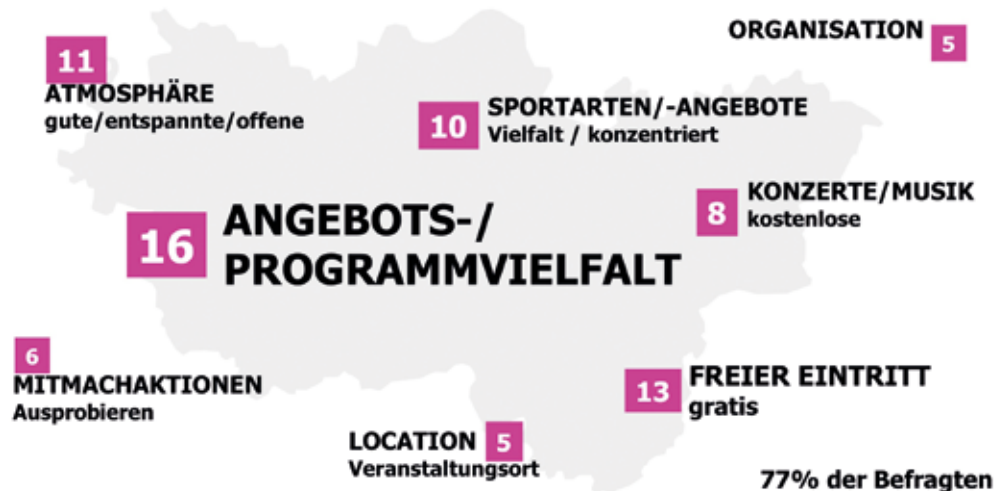 ORGANISATION 5
11
ATMOSPHÄRE
gute/entspannte/offene
10 SPORTARTEN/-ANGEBOTE
Vielfalt / konzentriert
8 KONZERTE/MUSIK
kostenlose
16 ANGEBOTS-/
PROGRAMMVIELFALT
6
MITMACHAKTIONEN
Ausprobieren
13 FREIER EINTRITT
gratis
LOCATION 5
Veranstaltungsort
77% der Befragten